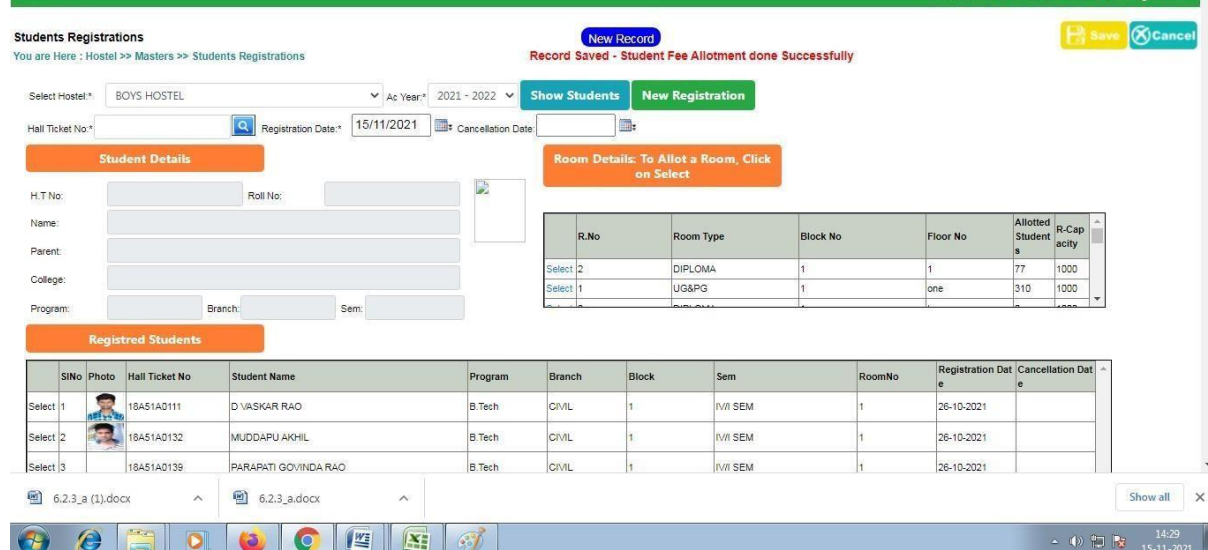 Students Registrations
New Record
Save
Cancel
You are Here : Hostel >> Masters >> Students Registrations
Record Saved - Student Fee Allotment done Successfully
Select Hostel:* BOYS HOSTEL Ac Year:* 2021 - 2022 Show Students New Registration
Hall Ticket No:* Registration Date:* 15/11/2021 Cancellation Date:
Student Details
Room Details: To Allot a Room, Click
on Select
H.T No: Roll No:
Name:
Parent:
College:
Program: Branch: Sem:
R.No Room Type Block No Floor No Allotted Students R-Capacity
Select 2 DIPLOMA 1 1 77 1000
Select 1 UG&PG 1 one 310 1000
Registred Students
SlNo Photo Hall Ticket No Student Name Program Branch Block Sem RoomNo Registration Date Cancellation Date
Select 1 18A51A0111 D VASKAR RAO B.Tech CIVIL 1 IV/I SEM 1 26-10-2021
Select 2 18A51A0132 MUDDAPU AKHIL B.Tech CIVIL 1 IV/I SEM 1 26-10-2021
Select 3 18A51A0139 PARAPATI GOVINDA RAO B.Tech CIVIL 1 IV/I SEM 1 26-10-2021
6.2.3_a (1).docx
6.2.3_a.docx
Show all
14:29
15-11-2021